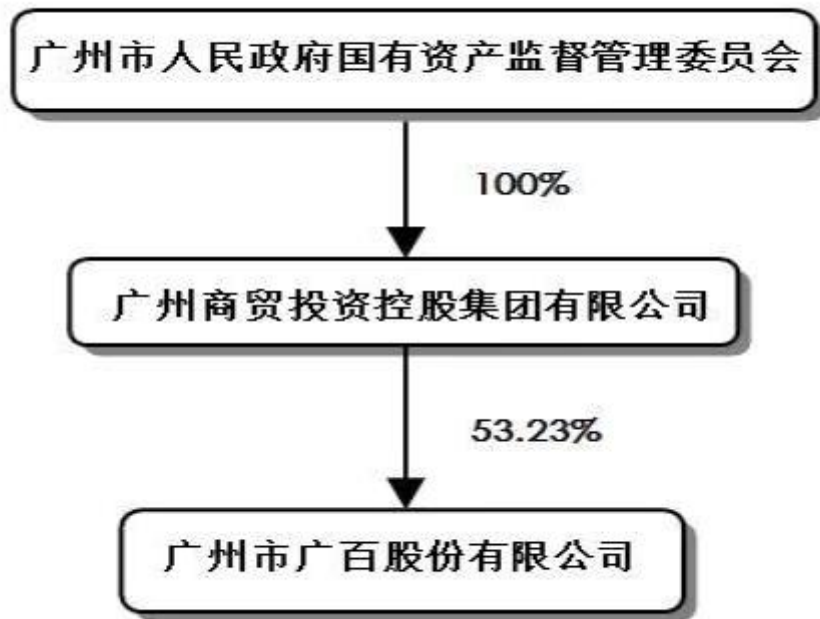 广州市人民政府国有资产监督管理委员会
100%
广州商贸投资控股集团有限公司
53.23%
广州市广百股份有限公司